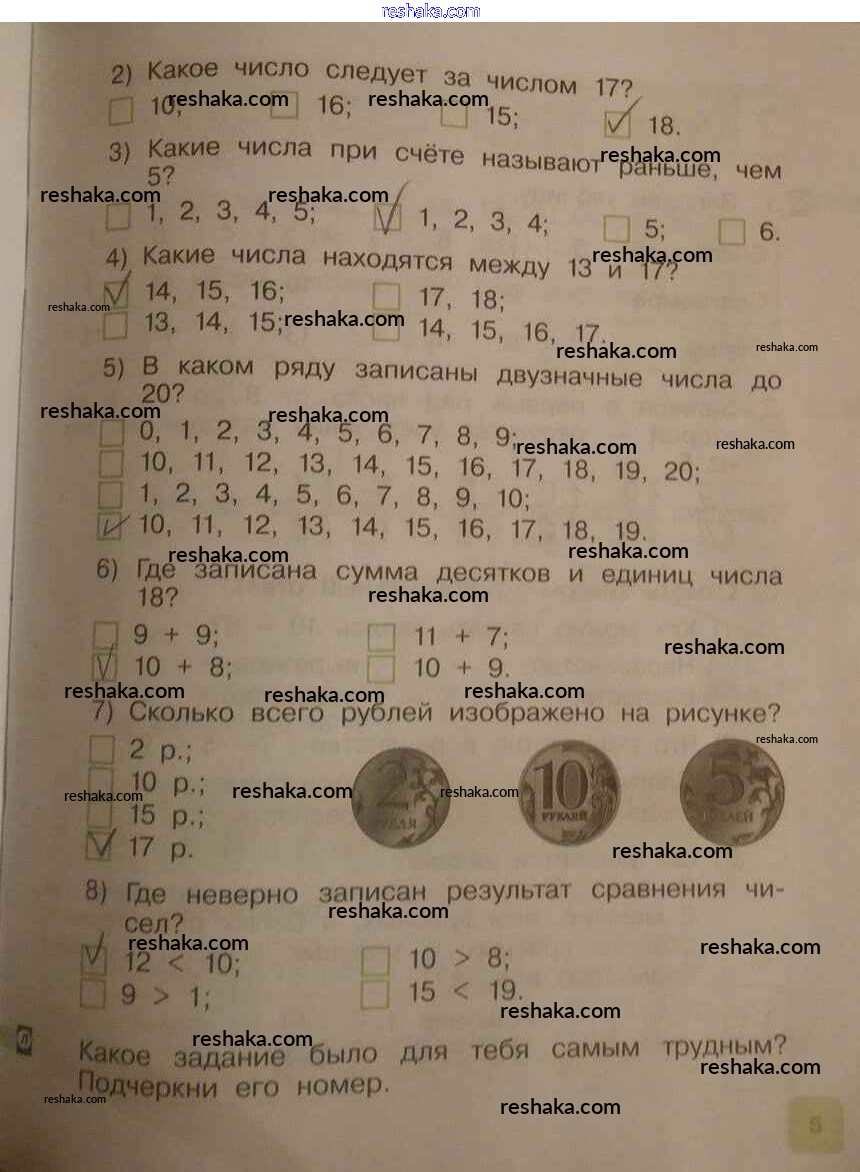 reshaka.com
2) Какое число следует за числом 17?
☐ 10; ☐ 16; ☐ 15; ☑ 18.
3) Какие числа при счёте называют раньше, чем
5?
☐ 1, 2, 3, 4, 5; ☑ 1, 2, 3, 4; ☐ 5; ☐ 6.
4) Какие числа находятся между 13 и 17?
☑ 14, 15, 16; ☐ 17, 18;
☐ 13, 14, 15; ☐ 14, 15, 16, 17.
5) В каком ряду записаны двузначные числа до
20?
☐ 0, 1, 2, 3, 4, 5, 6, 7, 8, 9;
☐ 10, 11, 12, 13, 14, 15, 16, 17, 18, 19, 20;
☐ 1, 2, 3, 4, 5, 6, 7, 8, 9, 10;
☑ 10, 11, 12, 13, 14, 15, 16, 17, 18, 19.
6) Где записана сумма десятков и единиц числа
18?
☐ 9 + 9; ☐ 11 + 7;
☑ 10 + 8; ☐ 10 + 9.
7) Сколько всего рублей изображено на рисунке?
☐ 2 р.;
☐ 10 р.;
☐ 15 р.;
☑ 17 р.
2 РУБЛЯ 10 РУБЛЕЙ 5 РУБЛЕЙ
8) Где неверно записан результат сравнения чи-
сел?
☑ 12 < 10; ☐ 10 > 8;
☐ 9 > 1; ☐ 15 < 19.
Какое задание было для тебя самым трудным?
Подчеркни его номер.
5